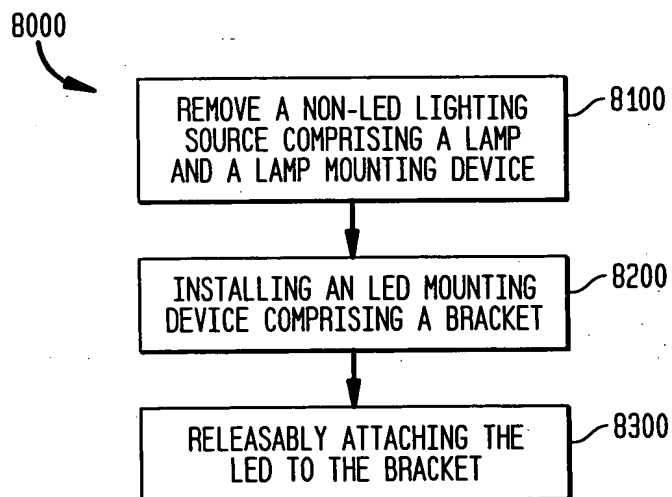 8000
REMOVE A NON-LED LIGHTING
SOURCE COMPRISING A LAMP
AND A LAMP MOUNTING DEVICE
8100
INSTALLING AN LED MOUNTING
DEVICE COMPRISING A BRACKET
8200
RELEASABLY ATTACHING THE
LED TO THE BRACKET
8300